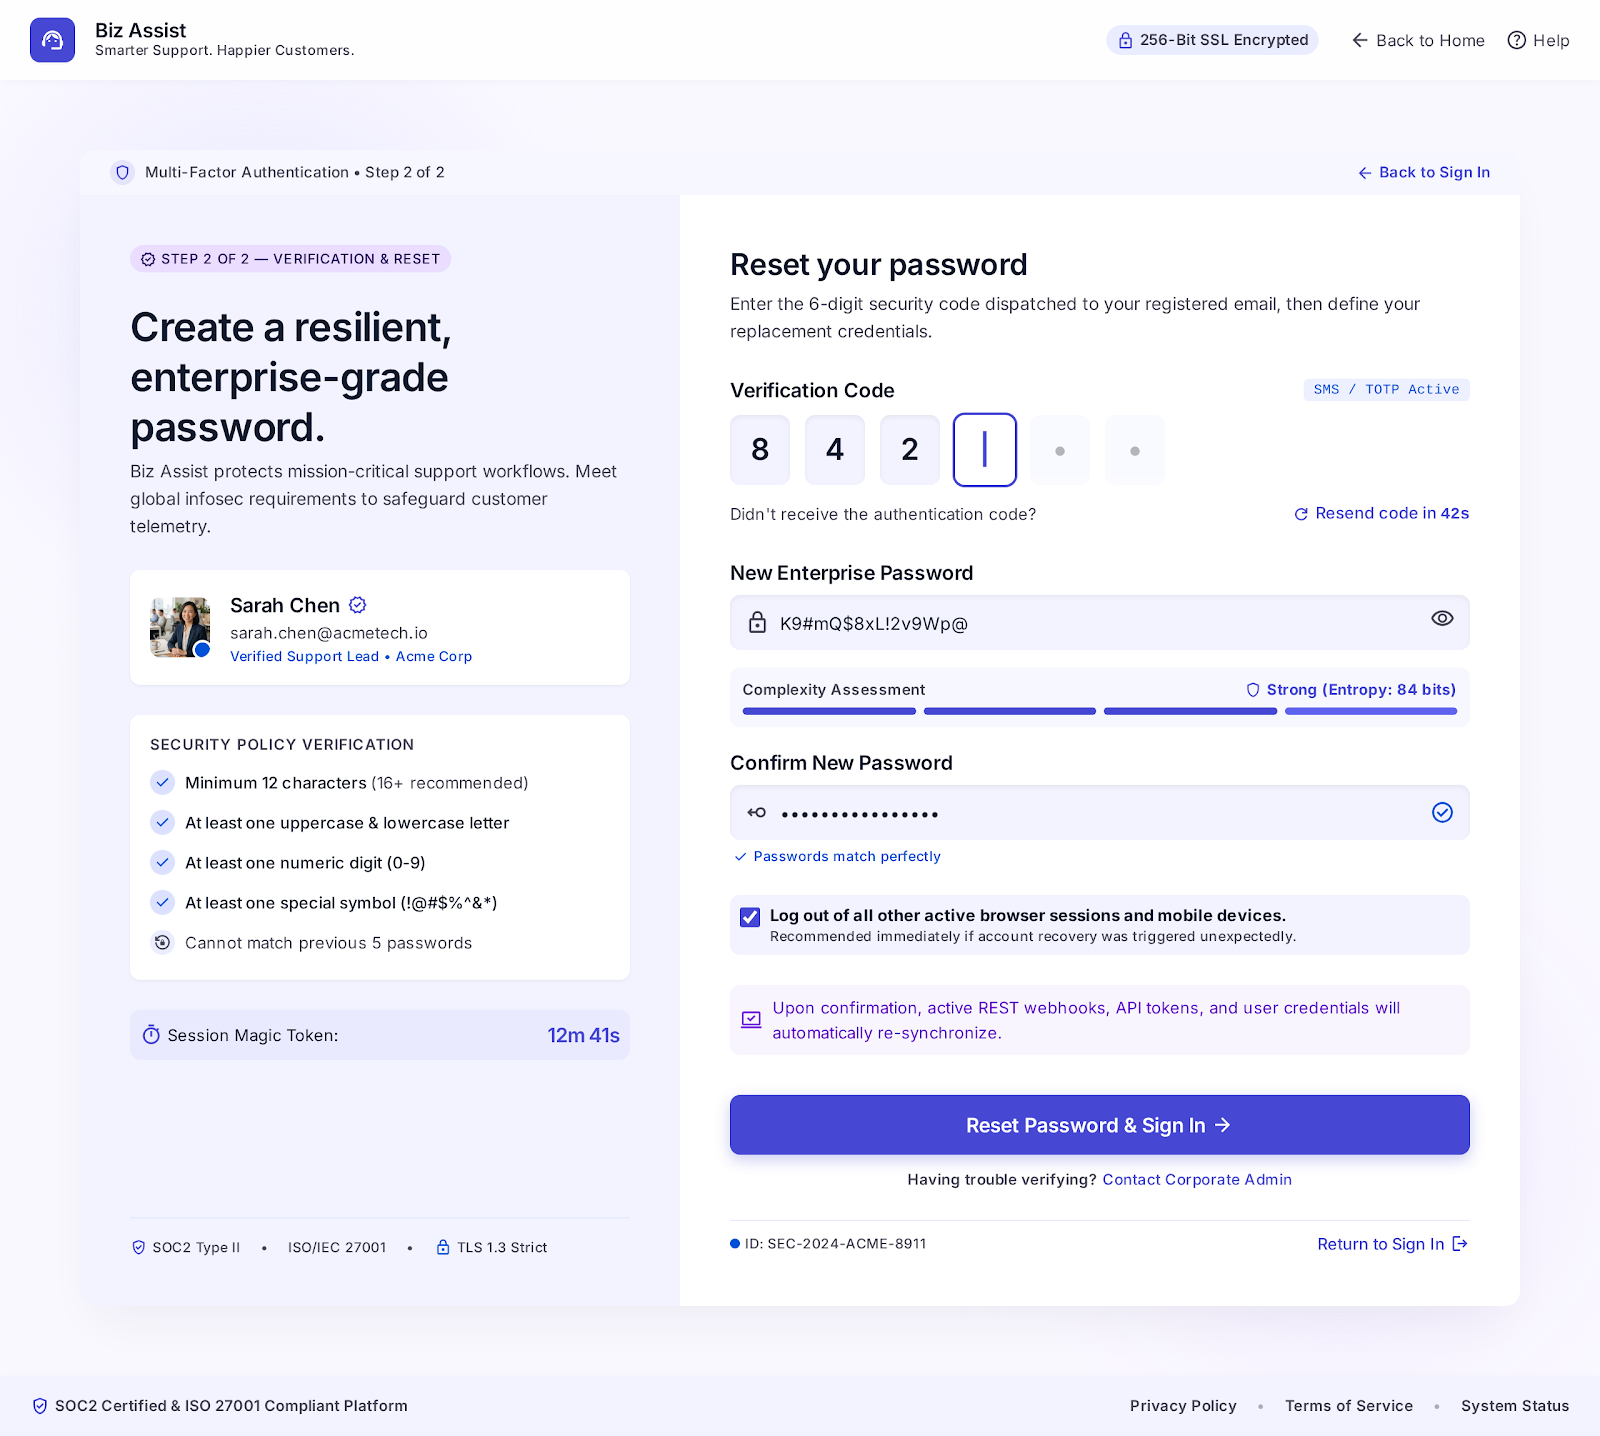 Biz Assist
Smarter Support. Happier Customers.
256-Bit SSL Encrypted
Back to Home
Help
Multi-Factor Authentication • Step 2 of 2
Back to Sign In
STEP 2 OF 2 — VERIFICATION & RESET
Create a resilient,
enterprise-grade
password.
Biz Assist protects mission-critical support workflows. Meet
global infosec requirements to safeguard customer
telemetry.
Sarah Chen
sarah.chen@acmetech.io
Verified Support Lead • Acme Corp
SECURITY POLICY VERIFICATION
Minimum 12 characters (16+ recommended)
At least one uppercase & lowercase letter
At least one numeric digit (0-9)
At least one special symbol (!@#$%^&*)
Cannot match previous 5 passwords
Session Magic Token:
12m 41s
SOC2 Type II • ISO/IEC 27001 • TLS 1.3 Strict
Reset your password
Enter the 6-digit security code dispatched to your registered email, then define your
replacement credentials.
Verification Code
SMS / TOTP Active
8 4 2 | • •
Didn't receive the authentication code?
Resend code in 42s
New Enterprise Password
K9#mQ$8xL!2v9Wp@
Complexity Assessment
Strong (Entropy: 84 bits)
Confirm New Password
••••••••••••••••
Passwords match perfectly
Log out of all other active browser sessions and mobile devices.
Recommended immediately if account recovery was triggered unexpectedly.
Upon confirmation, active REST webhooks, API tokens, and user credentials will
automatically re-synchronize.
Reset Password & Sign In →
Having trouble verifying? Contact Corporate Admin
ID: SEC-2024-ACME-8911
Return to Sign In
SOC2 Certified & ISO 27001 Compliant Platform
Privacy Policy • Terms of Service • System Status